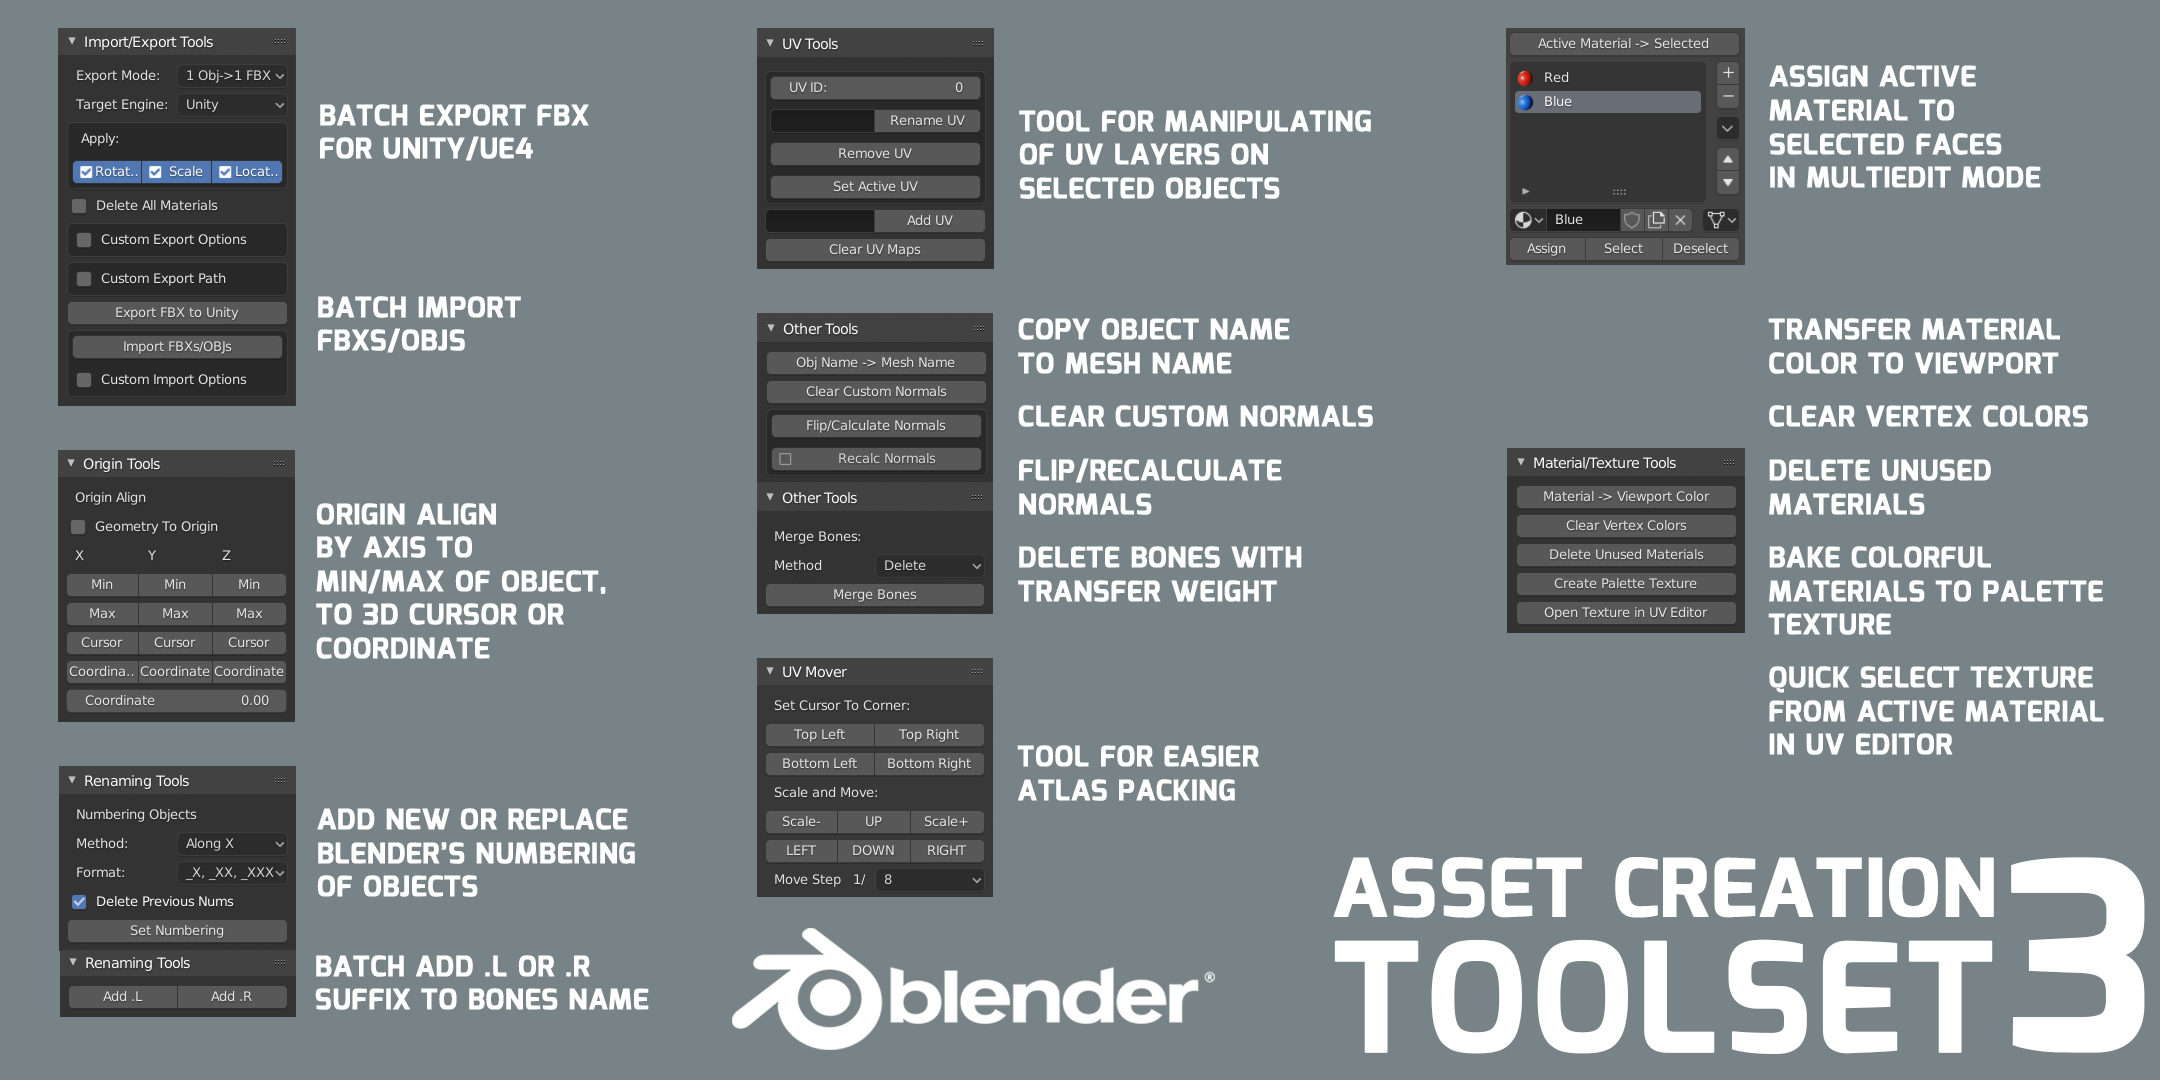 Import/Export Tools
Export Mode: 1 Obj->1 FBX
Target Engine: Unity
Apply:
Rotat.. Scale Locat..
Delete All Materials
Custom Export Options
Custom Export Path
Export FBX to Unity
Import FBXs/OBJs
Custom Import Options
BATCH EXPORT FBX
FOR UNITY/UE4
BATCH IMPORT
FBXS/OBJS
Origin Tools
Origin Align
Geometry To Origin
X Y Z
Min Min Min
Max Max Max
Cursor Cursor Cursor
Coordina.. Coordinate Coordinate
Coordinate 0.00
ORIGIN ALIGN
BY AXIS TO
MIN/MAX OF OBJECT,
TO 3D CURSOR OR
COORDINATE
Renaming Tools
Numbering Objects
Method: Along X
Format: _X, _XX, _XXX
Delete Previous Nums
Set Numbering
Renaming Tools
Add .L Add .R
ADD NEW OR REPLACE
BLENDER'S NUMBERING
OF OBJECTS
BATCH ADD .L OR .R
SUFFIX TO BONES NAME
UV Tools
UV ID: 0
Rename UV
Remove UV
Set Active UV
Add UV
Clear UV Maps
TOOL FOR MANIPULATING
OF UV LAYERS ON
SELECTED OBJECTS
Other Tools
Obj Name -> Mesh Name
Clear Custom Normals
Flip/Calculate Normals
Recalc Normals
Other Tools
Merge Bones:
Method Delete
Merge Bones
COPY OBJECT NAME
TO MESH NAME
CLEAR CUSTOM NORMALS
FLIP/RECALCULATE
NORMALS
DELETE BONES WITH
TRANSFER WEIGHT
UV Mover
Set Cursor To Corner:
Top Left Top Right
Bottom Left Bottom Right
Scale and Move:
Scale- UP Scale+
LEFT DOWN RIGHT
Move Step 1/ 8
TOOL FOR EASIER
ATLAS PACKING
blender®
Active Material -> Selected
Red
Blue
Blue
Assign Select Deselect
ASSIGN ACTIVE
MATERIAL TO
SELECTED FACES
IN MULTIEDIT MODE
Material/Texture Tools
Material -> Viewport Color
Clear Vertex Colors
Delete Unused Materials
Create Palette Texture
Open Texture in UV Editor
TRANSFER MATERIAL
COLOR TO VIEWPORT
CLEAR VERTEX COLORS
DELETE UNUSED
MATERIALS
BAKE COLORFUL
MATERIALS TO PALETTE
TEXTURE
QUICK SELECT TEXTURE
FROM ACTIVE MATERIAL
IN UV EDITOR
ASSET CREATION
TOOLSET 3